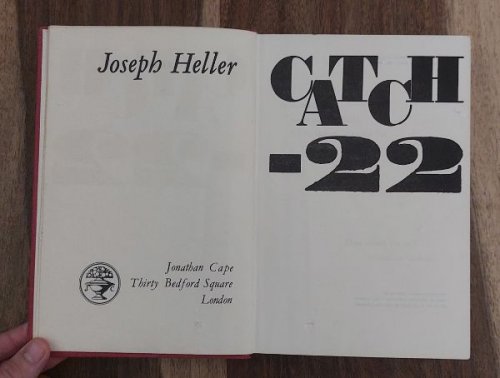 Joseph Heller
CATCH
-22
Jonathan Cape
Thirty Bedford Square
London